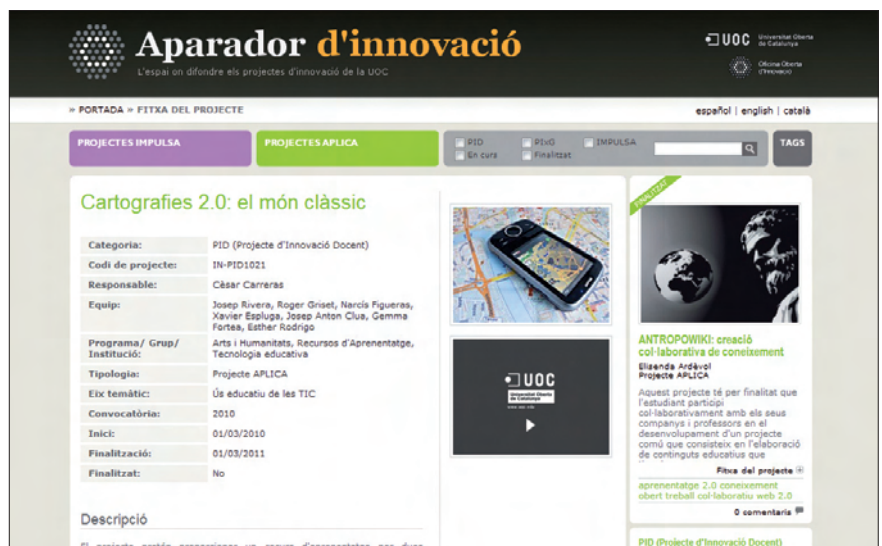 Aparador d'innovació
L'espai on difondre els projectes d'innovació de la UOC
UOC Universitat Oberta
de Catalunya
Oficina Oberta
d'Innovació
» PORTADA » FITXA DEL PROJECTE
español | english | català
PROJECTES IMPULSA
PROJECTES APLICA
PID PIxG IMPULSA
En curs Finalitzat
TAGS
Cartografies 2.0: el món clàssic
Categoria: PID (Projecte d'Innovació Docent)
Codi de projecte: IN-PID1021
Responsable: Cèsar Carreras
Equip: Josep Rivera, Roger Griset, Narcís Figueras,
Xavier Espluga, Josep Anton Clua, Gemma
Fortea, Esther Rodrigo
Programa/ Grup/ Arts i Humanitats, Recursos d'Aprenentatge,
Institució: Tecnologia educativa
Tipologia: Projecte APLICA
Eix temàtic: Ús educatiu de les TIC
Convocatòria: 2010
Inici: 01/03/2010
Finalització: 01/03/2011
Finalitzat: No
Descripció
UOC
Universitat Oberta
de Catalunya
FINALITZAT
ANTROPOWIKI: creació
col·laborativa de coneixement
Elisenda Ardèvol
Projecte APLICA
Aquest projecte té per finalitat que
l'estudiant participi
col·laborativament amb els seus
companys i professors en el
desenvolupament d'un projecte
comú que consisteix en l'elaboració
de continguts educatius que
Fitxa del projecte
aprenentatge 2.0 coneixement
obert treball col·laboratiu web 2.0
0 comentaris
PID (Projecte d'Innovació Docent)